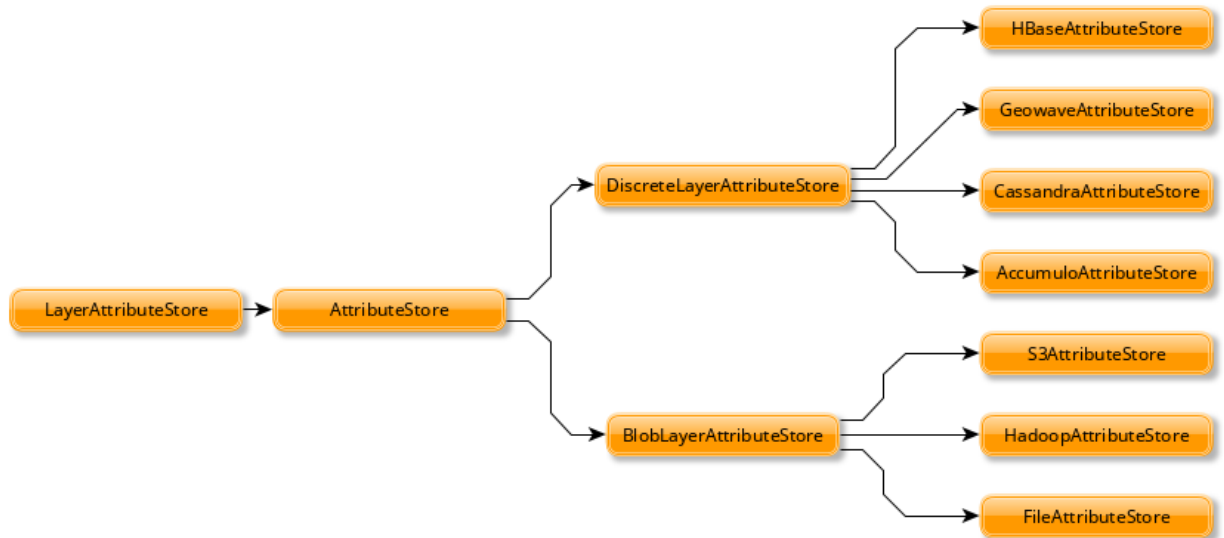 HBaseAttributeStore
GeowaveAttributeStore
DiscreteLayerAttributeStore
CassandraAttributeStore
AccumuloAttributeStore
LayerAttributeStore
AttributeStore
S3AttributeStore
BlobLayerAttributeStore
HadoopAttributeStore
FileAttributeStore